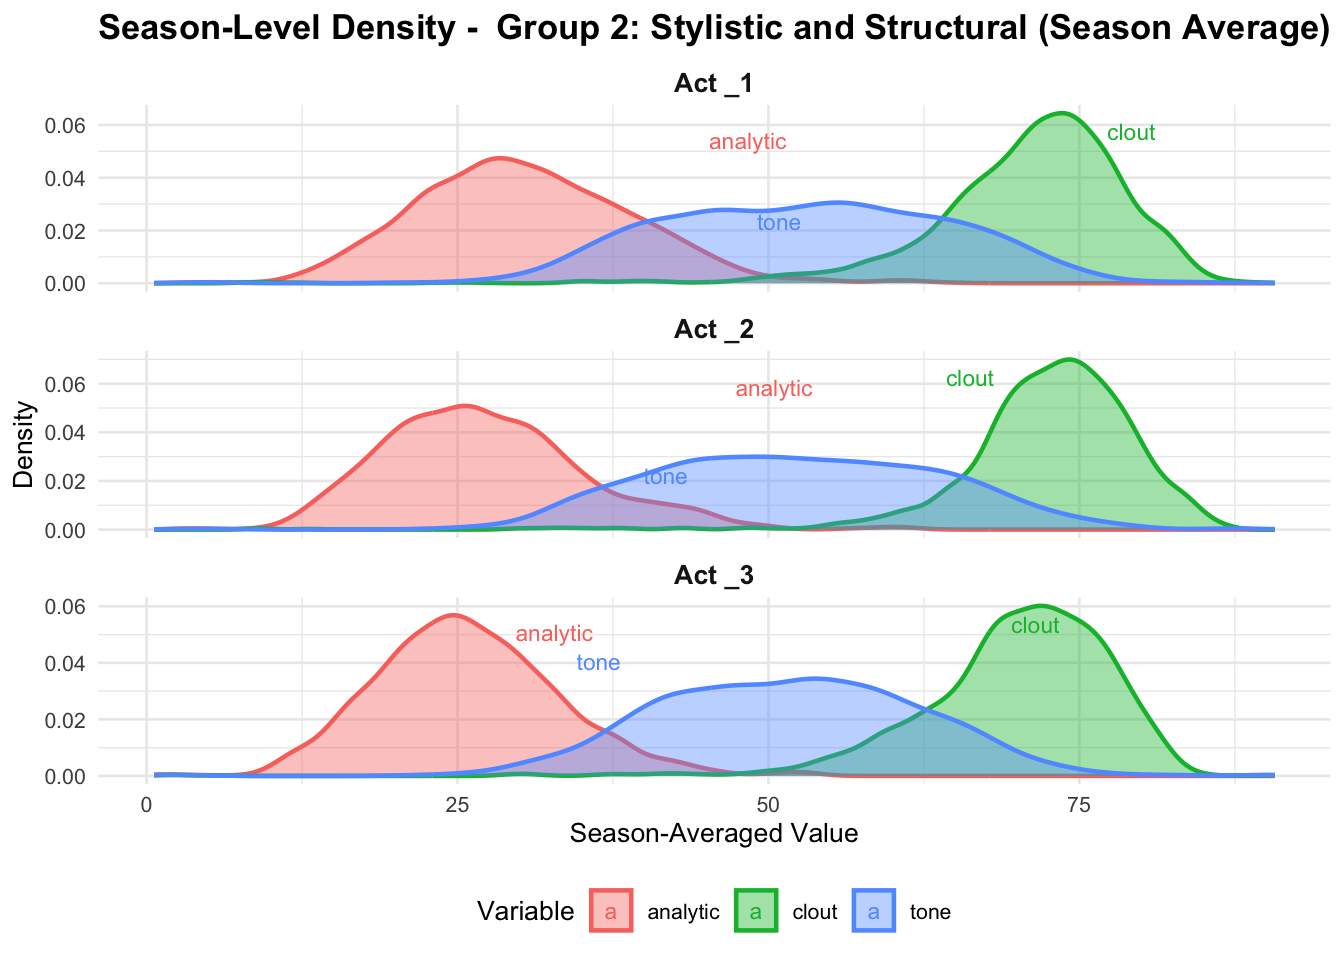 Season-Level Density -  Group 2: Stylistic and Structural (Season Average)
Act _1
0.06
0.04
0.02
0.00
analytic
clout
tone
Act _2
0.06
0.04
0.02
0.00
analytic
clout
tone
Density
Act _3
0.06
0.04
0.02
0.00
analytic
clout
tone
0 25 50 75
Season-Averaged Value
Variable a analytic a clout a tone